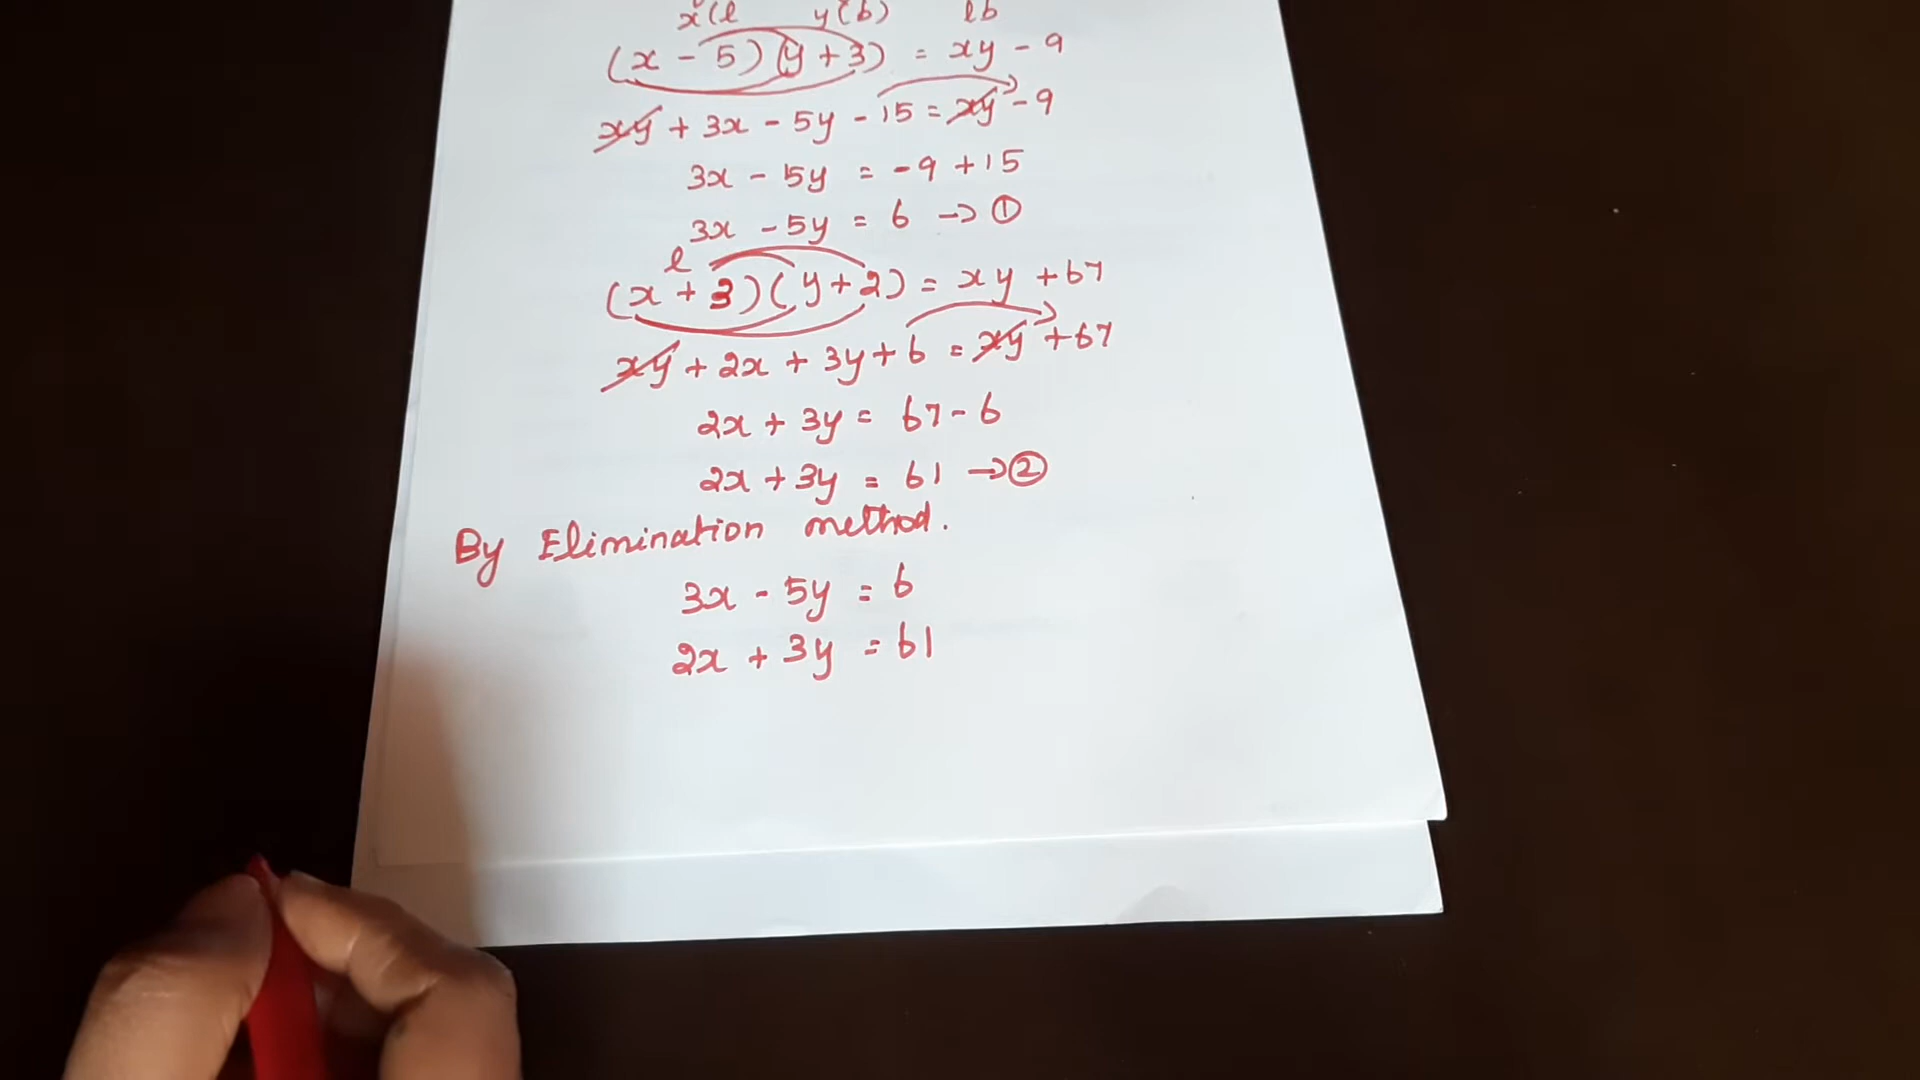 x(l y(b) lb
(x - 5)(y + 3) = xy - 9
xy + 3x - 5y - 15 = xy - 9
3x - 5y = -9 + 15
3x - 5y = 6 → ①
l
(x + 3)(y + 2) = xy + 67
xy + 2x + 3y + 6 = xy + 67
2x + 3y = 67 - 6
2x + 3y = 61 → ②
By Elimination method.
3x - 5y = 6
2x + 3y = 61